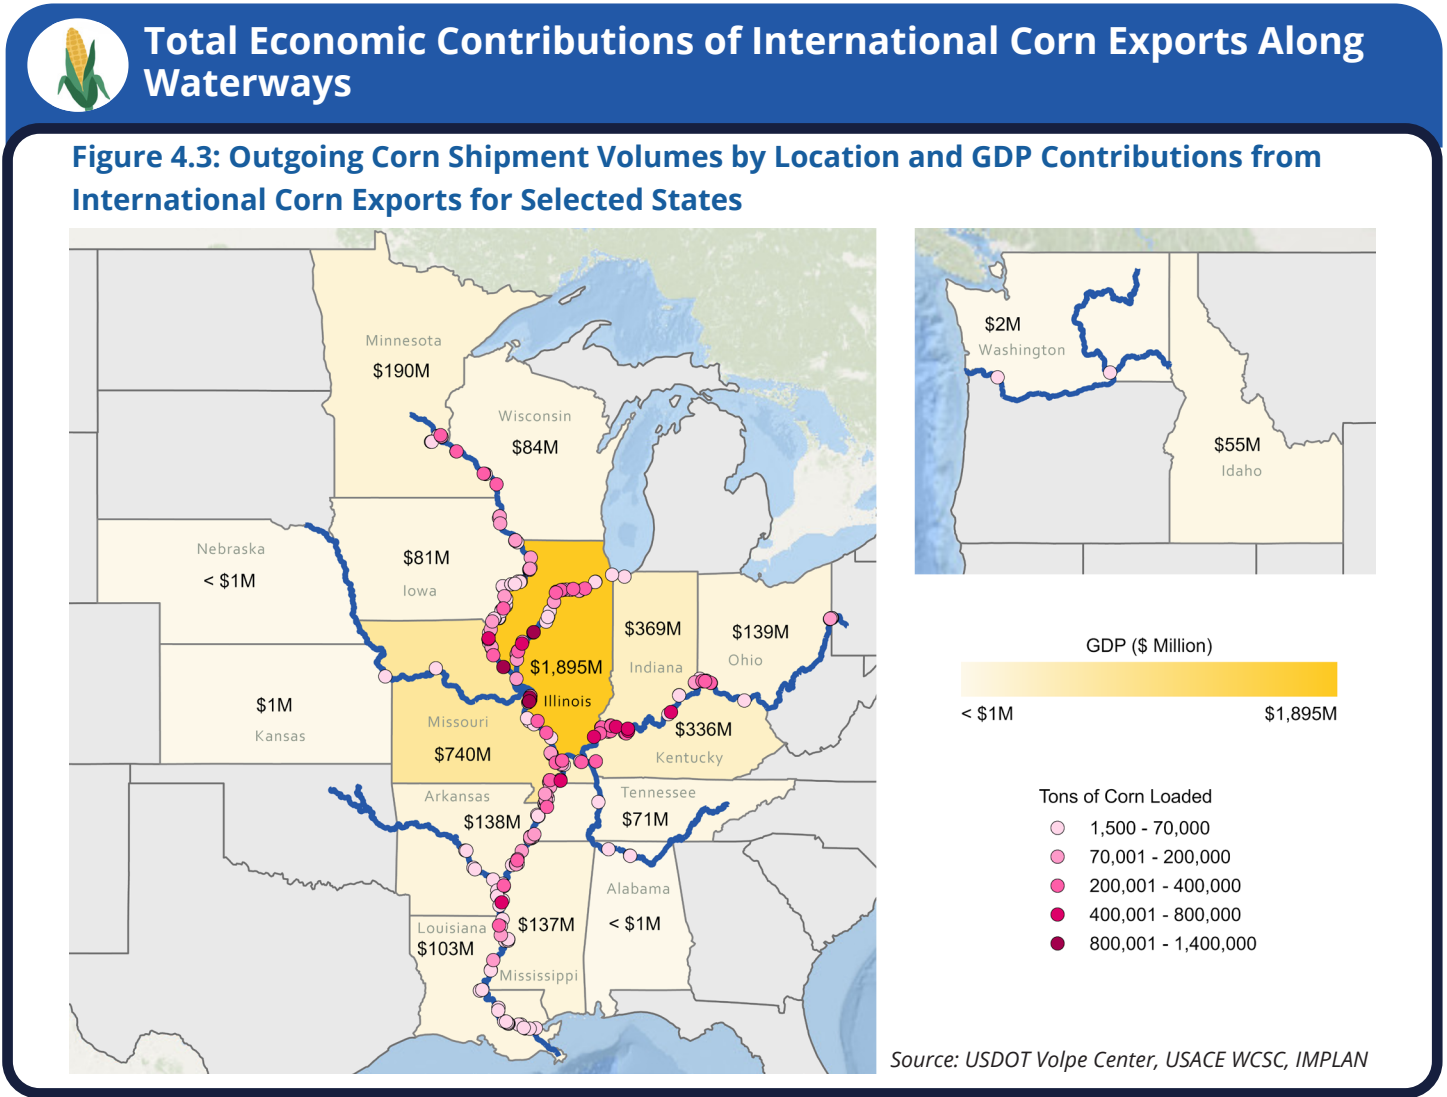 Total Economic Contributions of International Corn Exports Along
Waterways
Figure 4.3: Outgoing Corn Shipment Volumes by Location and GDP Contributions from
International Corn Exports for Selected States
Minnesota
$190M
Wisconsin
$84M
Nebraska
< $1M
$81M
Iowa
$369M
Indiana
$139M
Ohio
$1,895M
Illinois
$1M
Kansas
Missouri
$740M
$336M
Kentucky
Arkansas
$138M
Tennessee
$71M
Alabama
< $1M
Louisiana
$103M
$137M
Mississippi
$2M
Washington
$55M
Idaho
GDP ($ Million)
< $1M
$1,895M
Tons of Corn Loaded
1,500 - 70,000
70,001 - 200,000
200,001 - 400,000
400,001 - 800,000
800,001 - 1,400,000
Source: USDOT Volpe Center, USACE WCSC, IMPLAN